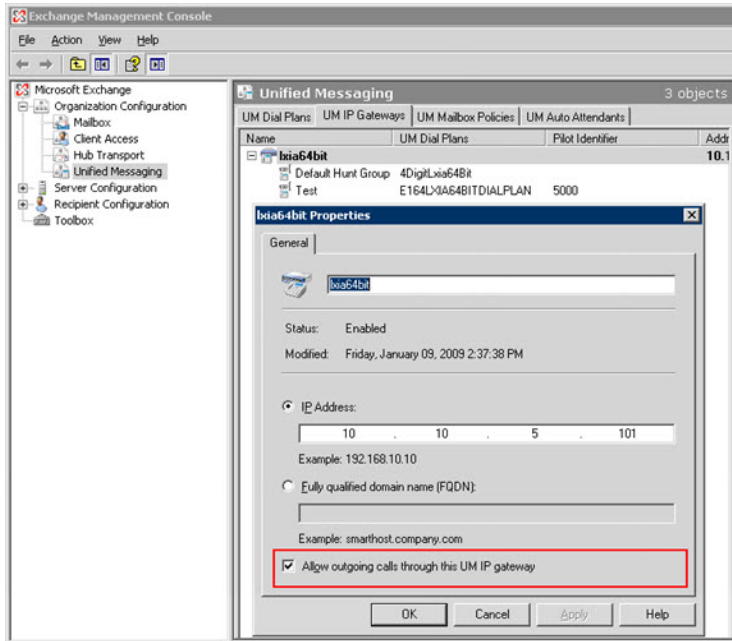 Exchange Management Console
File Action View Help
Microsoft Exchange
Organization Configuration
Mailbox
Client Access
Hub Transport
Unified Messaging
Server Configuration
Recipient Configuration
Toolbox
Unified Messaging 3 objects
UM Dial Plans UM IP Gateways UM Mailbox Policies UM Auto Attendants
Name UM Dial Plans Pilot Identifier Addr
lxia64bit 10.1
Default Hunt Group 4DigitLxia64Bit
Test E164LXIA64BITDIALPLAN 5000
lxia64bit Properties
General
lxia64bit
Status: Enabled
Modified: Friday, January 09, 2009 2:37:38 PM
IP Address:
10 . 10 . 5 . 101
Example: 192.168.10.10
Fully qualified domain name (FQDN):
Example: smarthost.company.com
Allow outgoing calls through this UM IP gateway
OK Cancel Apply Help